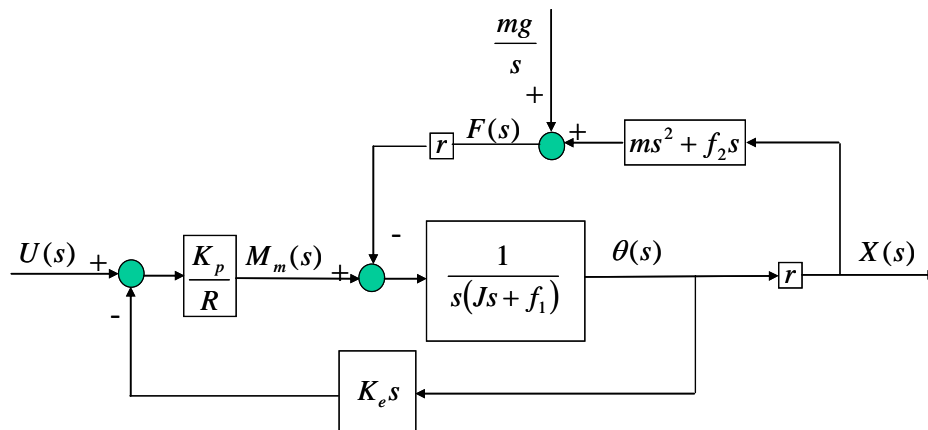 mg
s
+
F(s)
+
r
ms² + f₂s
-
U(s)
+
K_p
R
M_m(s)
+
1
s(Js + f₁)
θ(s)
r
X(s)
-
K_e s